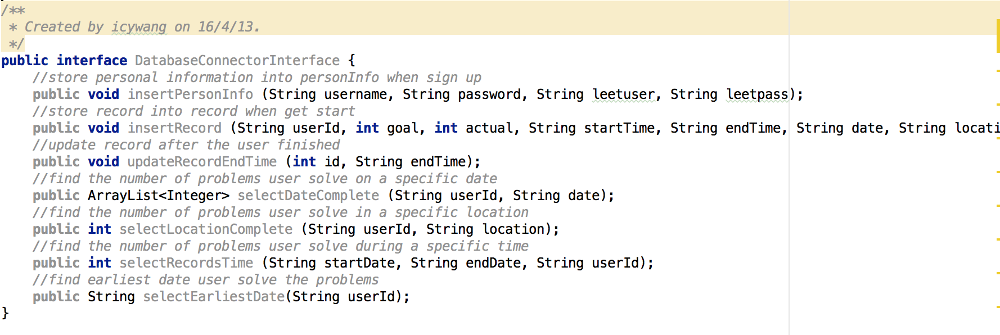 /**
 * Created by icywang on 16/4/13.
 */
public interface DatabaseConnectorInterface {
    //store personal information into personInfo when sign up
    public void insertPersonInfo (String username, String password, String leetuser, String leetpass);
    //store record into record when get start
    public void insertRecord (String userId, int goal, int actual, String startTime, String endTime, String date, String locati
    //update record after the user finished
    public void updateRecordEndTime (int id, String endTime);
    //find the number of problems user solve on a specific date
    public ArrayList<Integer> selectDateComplete (String userId, String date);
    //find the number of problems user solve in a specific location
    public int selectLocationComplete (String userId, String location);
    //find the number of problems user solve during a specific time
    public int selectRecordsTime (String startDate, String endDate, String userId);
    //find earliest date user solve the problems
    public String selectEarliestDate(String userId);
}